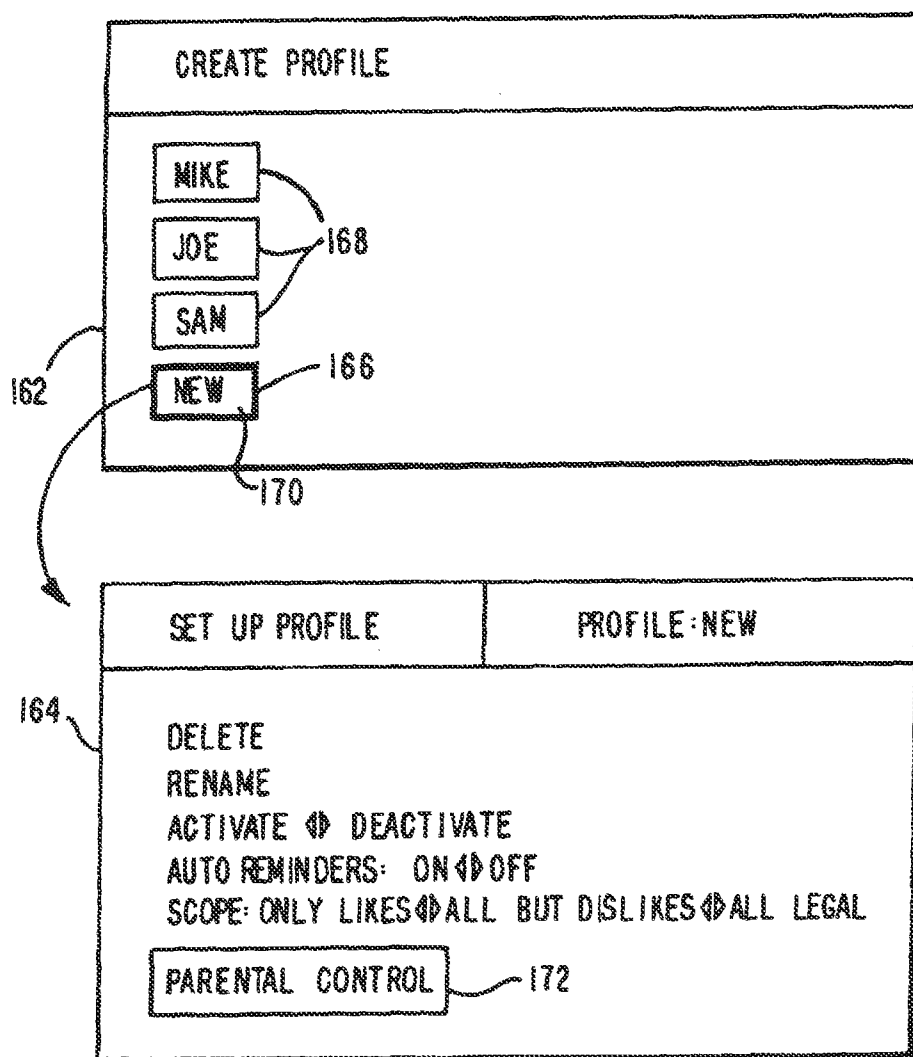 CREATE PROFILE
MIKE
JOE
168
SAM
162
NEW
166
170
SET UP PROFILE
PROFILE:NEW
164
DELETE
RENAME
ACTIVATE ◁▷ DEACTIVATE
AUTO REMINDERS: ON◁▷OFF
SCOPE: ONLY LIKES◁▷ALL BUT DISLIKES◁▷ALL LEGAL
PARENTAL CONTROL
172